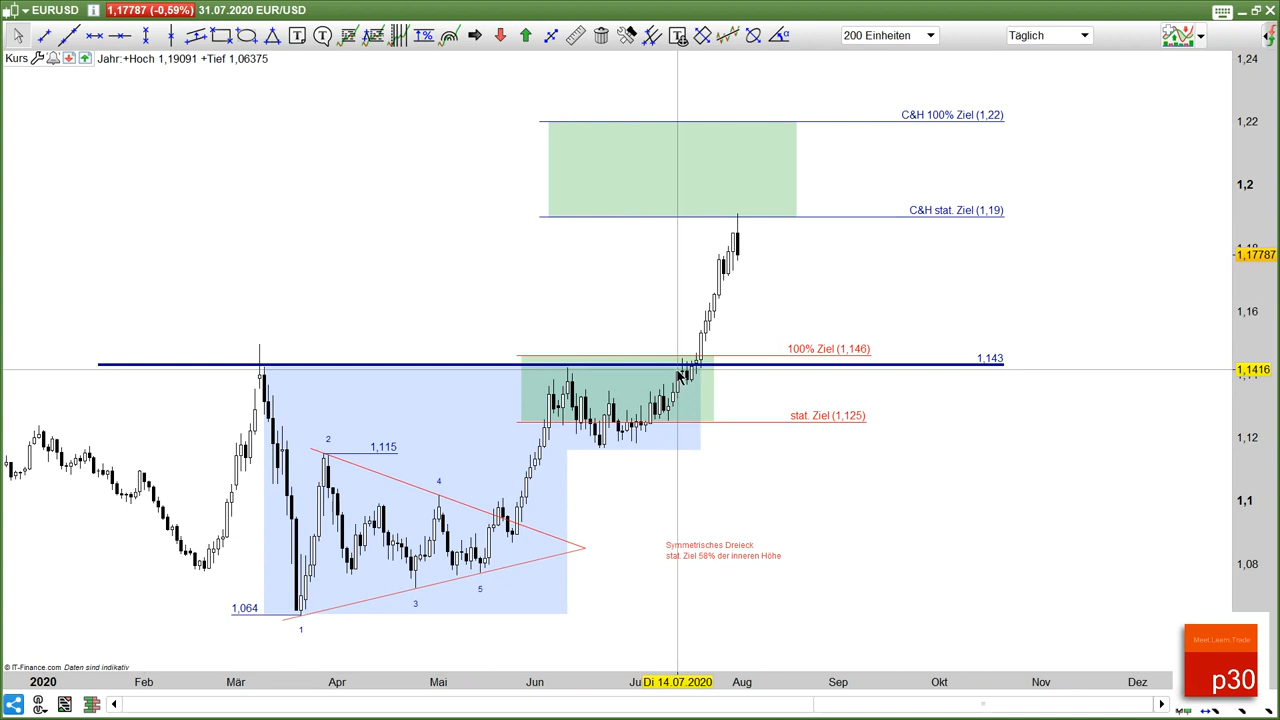 EURUSD 1,17787 (-0,59%) 31.07.2020 EUR/USD
200 Einheiten Täglich
Kurs Jahr:+Hoch 1,19091 +Tief 1,06375
1,24
C&H 100% Ziel (1,22)
1,22
1,2
C&H stat. Ziel (1,19)
1,17787
1,16
100% Ziel (1,146)
1,143
1,1416
stat. Ziel (1,125)
1,12
2
1,115
4
1,1
Symmetrisches Dreieck
stat. Ziel 58% der inneren Höhe
1,08
5
3
1,064
1
Meet.Learn.Trade
p30
© IT-Finance.com Daten sind indikativ
2020 Feb Mär Apr Mai Jun Di 14.07.2020 Aug Sep Okt Nov Dez